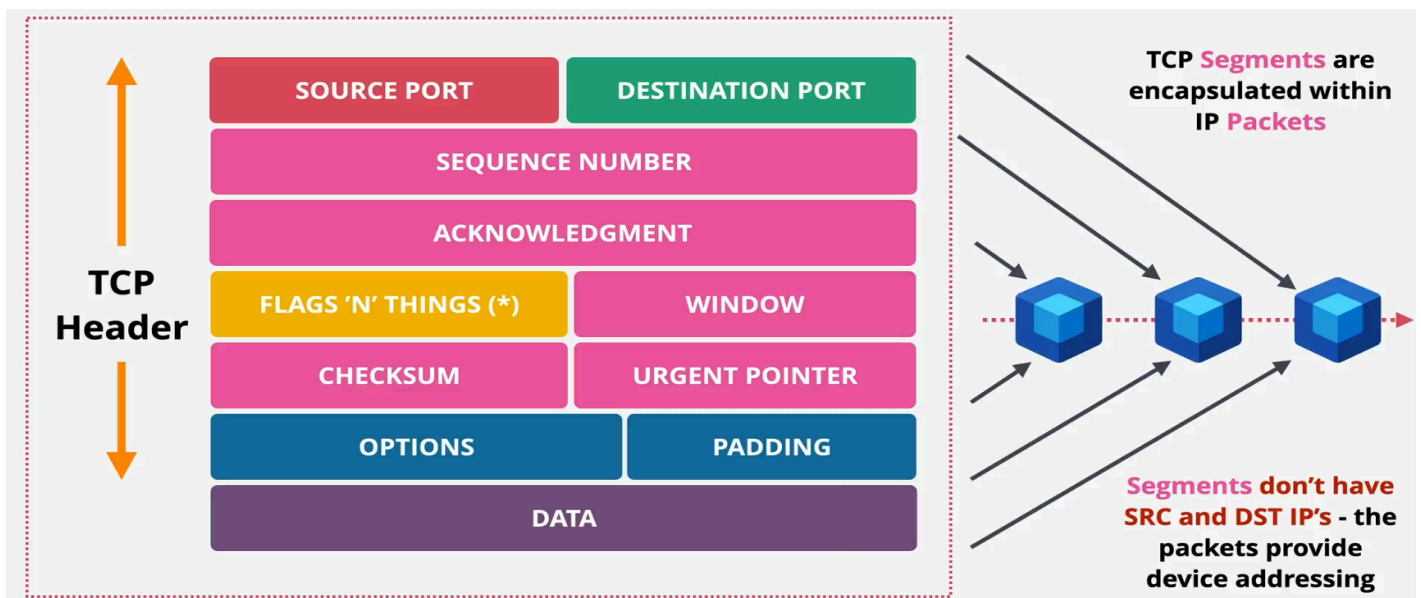 TCP
Header
SOURCE PORT
DESTINATION PORT
SEQUENCE NUMBER
ACKNOWLEDGMENT
FLAGS ’N’ THINGS (*)
WINDOW
CHECKSUM
URGENT POINTER
OPTIONS
PADDING
DATA
TCP Segments are
encapsulated within
IP Packets
Segments don’t have
SRC and DST IP’s - the
packets provide
device addressing